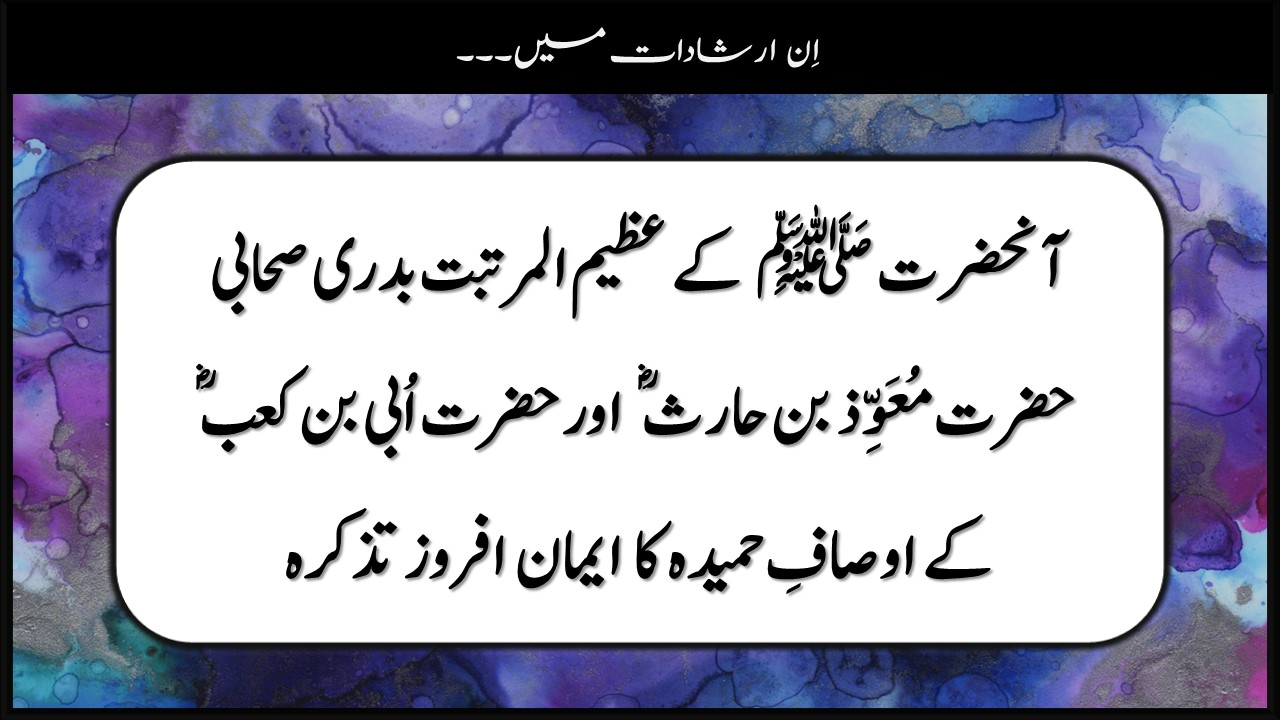 اِن ارشادات میں۔۔۔
آنحضرت ﷺ کے عظیم المرتبت بدری صحابی
حضرت مُعَوِّذ بن حارثؓ اور حضرت اُبی بن کعبؓ
کے اوصافِ حمیدہ کا ایمان افروز تذکرہ